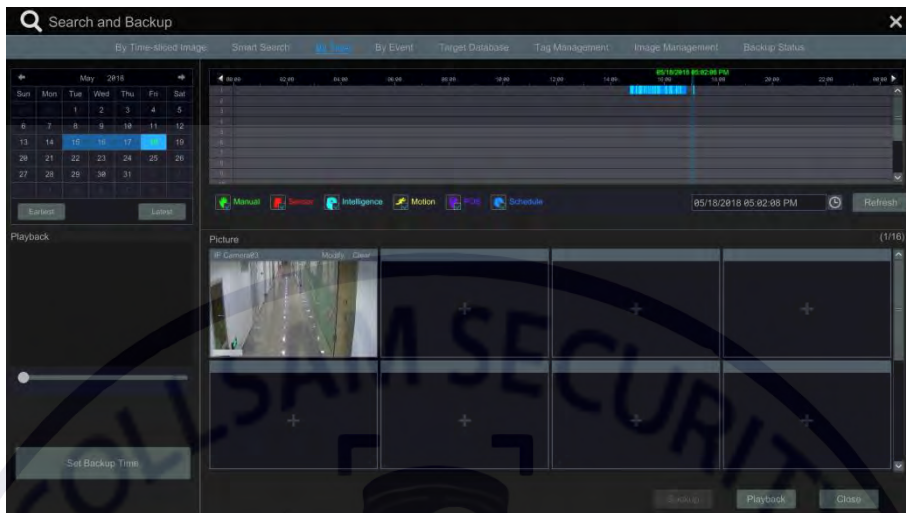 Search and Backup
By Time-sliced Image Smart Search By Time By Event Target Database Tag Management Image Management Backup Status
May 2018
Sun Mon Tue Wed Thu Fri Sat
1 2 3 4 5
6 7 8 9 10 11 12
13 14 15 16 17 18 19
20 21 22 23 24 25 26
27 28 29 30 31
Earliest Latest
05/18/2018 05:02:08 PM
00:00 02:00 04:00 06:00 08:00 10:00 12:00 14:00 16:00 18:00 20:00 22:00 00:00
1
Manual Sensor Intelligence Motion POS Schedule
05/18/2018 05:02:08 PM Refresh
Playback
Picture (1/16)
IP Camera03 Modify Clear
Set Backup Time
Backup Playback Close
FOLLSAM SECURITY